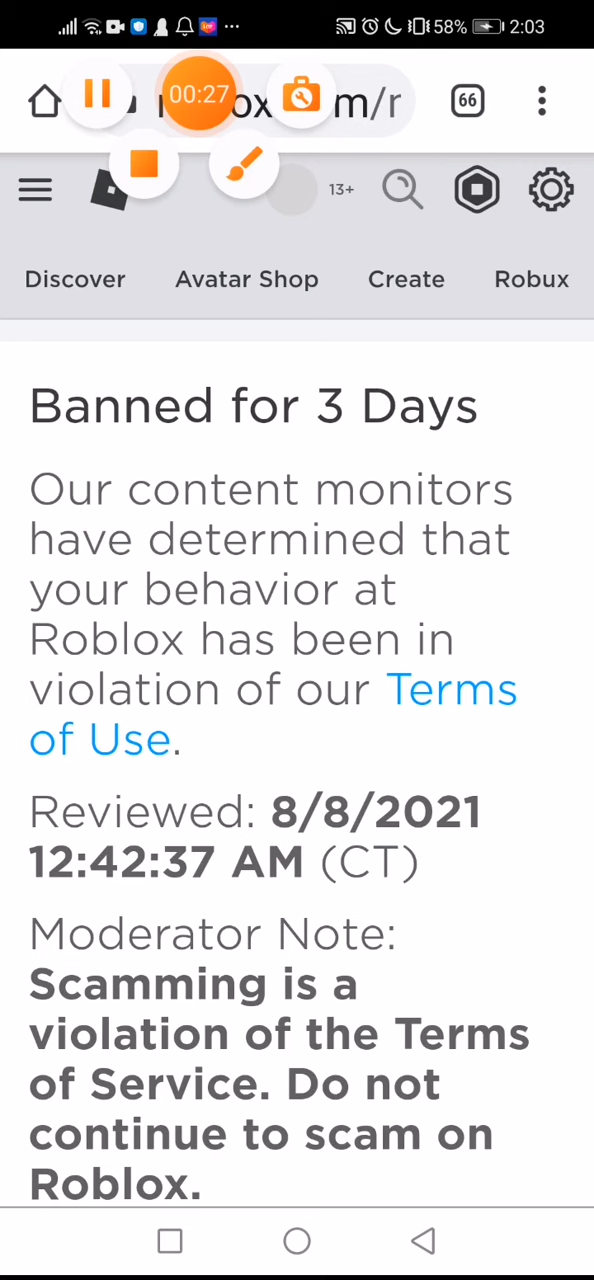 58% 2:03
00:27 ox m/r 66
13+
Discover Avatar Shop Create Robux
Banned for 3 Days
Our content monitors
have determined that
your behavior at
Roblox has been in
violation of our Terms
of Use.
Reviewed: 8/8/2021
12:42:37 AM (CT)
Moderator Note:
Scamming is a
violation of the Terms
of Service. Do not
continue to scam on
Roblox.